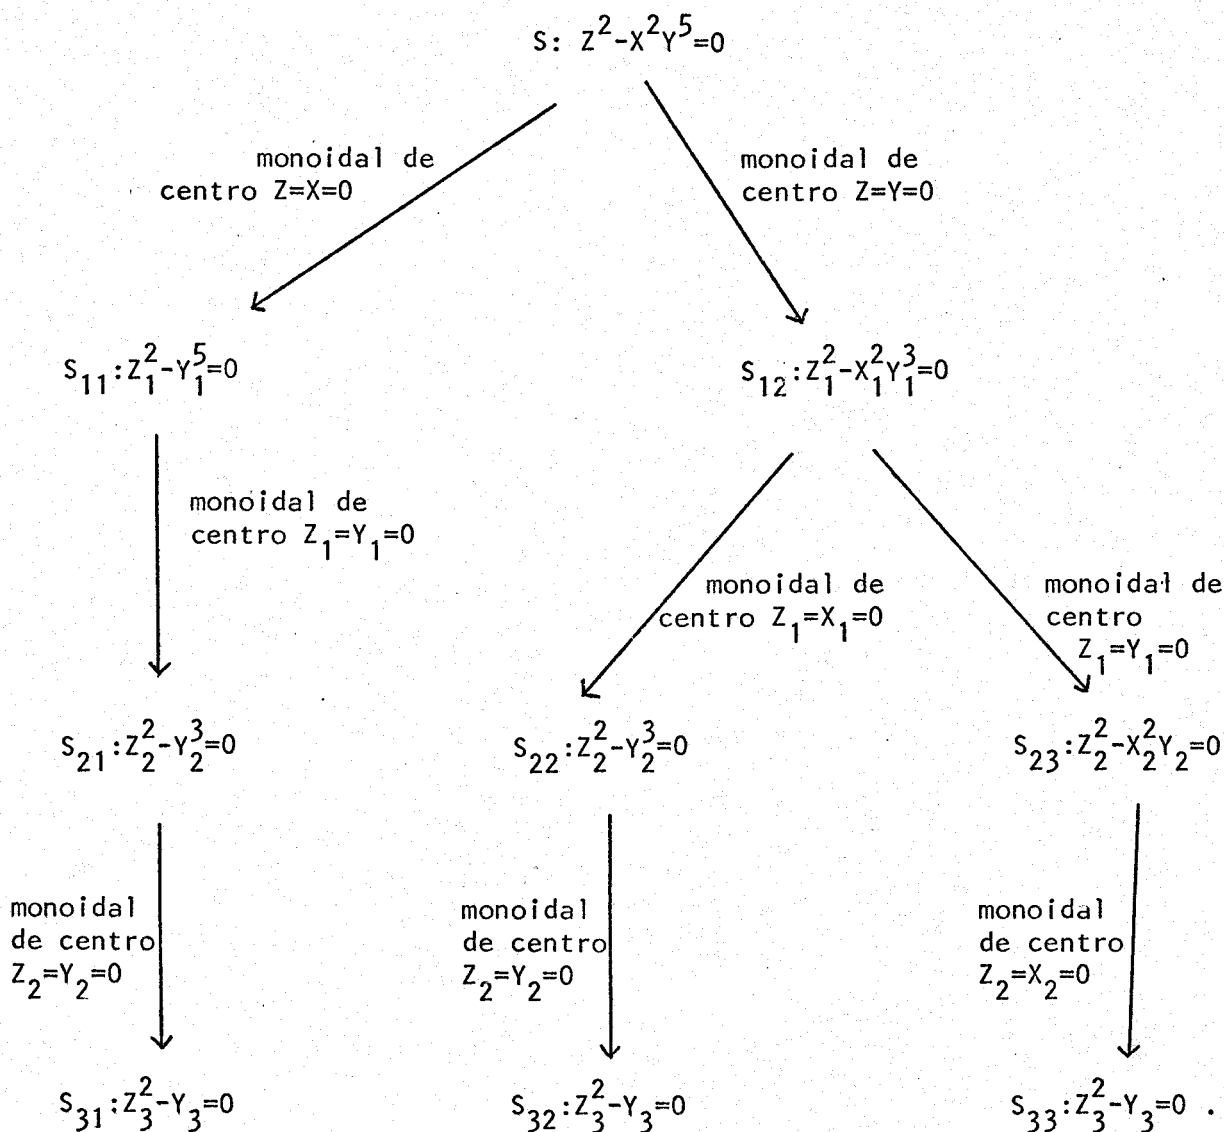 S: Z²-X²Y⁵=0
monoidal de
centro Z=X=0
monoidal de
centro Z=Y=0
S₁₁:Z₁²-Y₁⁵=0
S₁₂:Z₁²-X₁²Y₁³=0
monoidal de
centro Z₁=Y₁=0
monoidal de
centro Z₁=X₁=0
monoidal de
centro
Z₁=Y₁=0
S₂₁:Z₂²-Y₂³=0
S₂₂:Z₂²-Y₂³=0
S₂₃:Z₂²-X₂²Y₂=0
monoidal
de centro
Z₂=Y₂=0
monoidal
de centro
Z₂=Y₂=0
monoidal
de centro
Z₂=X₂=0
S₃₁:Z₃²-Y₃=0
S₃₂:Z₃²-Y₃=0
S₃₃:Z₃²-Y₃=0 .